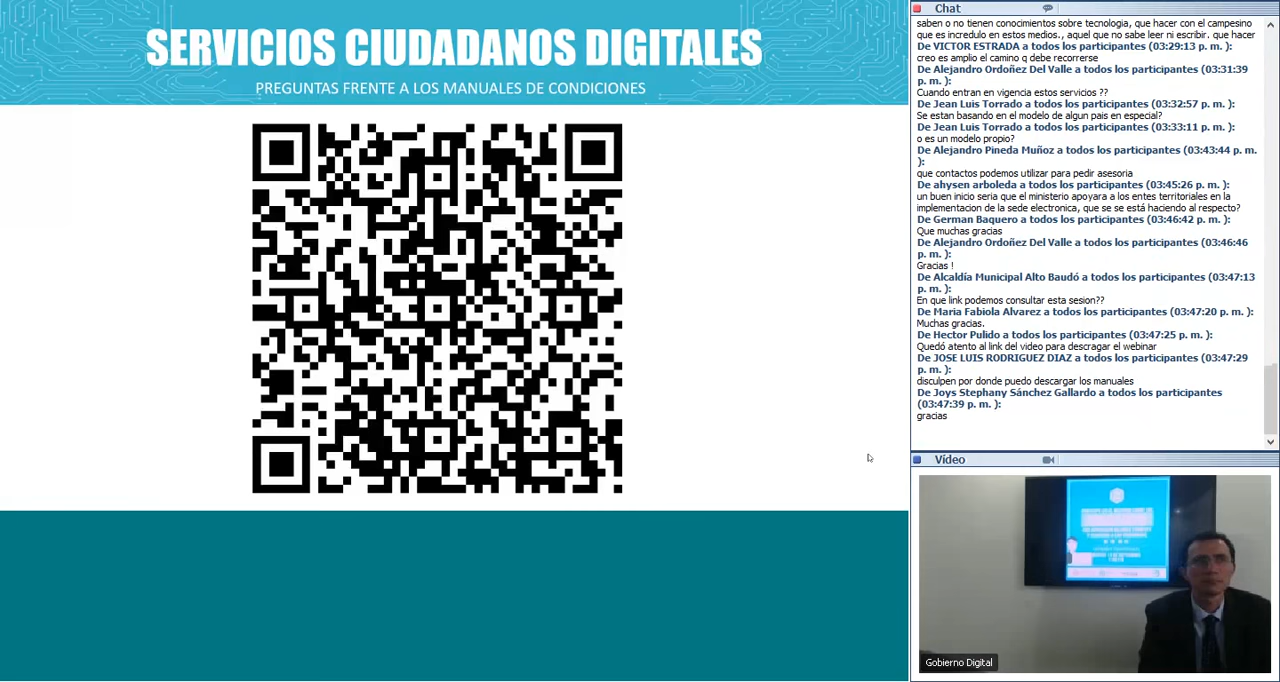 SERVICIOS CIUDADANOS DIGITALES
PREGUNTAS FRENTE A LOS MANUALES DE CONDICIONES
Chat
saben o no tienen conocimientos sobre tecnologia, que hacer con el campesino
que es incredulo en estos medios., aquel que no sabe leer ni escribir. que hacer
De VICTOR ESTRADA a todos los participantes (03:29:13 p. m. ):
creo es amplio el camino q debe recorrerse
De Alejandro Ordoñez Del Valle a todos los participantes (03:31:39
p. m. ):
Cuando entran en vigencia estos servicios ??
De Jean Luis Torrado a todos los participantes (03:32:57 p. m. ):
Se estan basando en el modelo de algun pais en especial?
De Jean Luis Torrado a todos los participantes (03:33:11 p. m. ):
o es un modelo propio?
De Alejandro Pineda Muñoz a todos los participantes (03:43:44 p. m.
):
que contactos podemos utilizar para pedir asesoria
De ahysen arboleda a todos los participantes (03:45:26 p. m. ):
un buen inicio seria que el ministerio apoyara a los entes territoriales en la
implementacion de la sede electronica, que se se está haciendo al respecto?
De German Baquero a todos los participantes (03:46:42 p. m. ):
Que muchas gracias
De Alejandro Ordoñez Del Valle a todos los participantes (03:46:46
p. m. ):
Gracias !
De Alcaldía Municipal Alto Baudó a todos los participantes (03:47:13
p. m. ):
En que link podemos consultar esta sesion??
De Maria Fabiola Alvarez a todos los participantes (03:47:20 p. m. ):
Muchas gracias.
De Hector Pulido a todos los participantes (03:47:25 p. m. ):
Quedó atento al link del video para descragar el webinar
De JOSE LUIS RODRIGUEZ DIAZ a todos los participantes (03:47:29
p. m. ):
disculpen por donde puedo descargar los manuales
De Joys Stephany Sánchez Gallardo a todos los participantes
(03:47:39 p. m. ):
gracias
Vídeo
Gobierno Digital